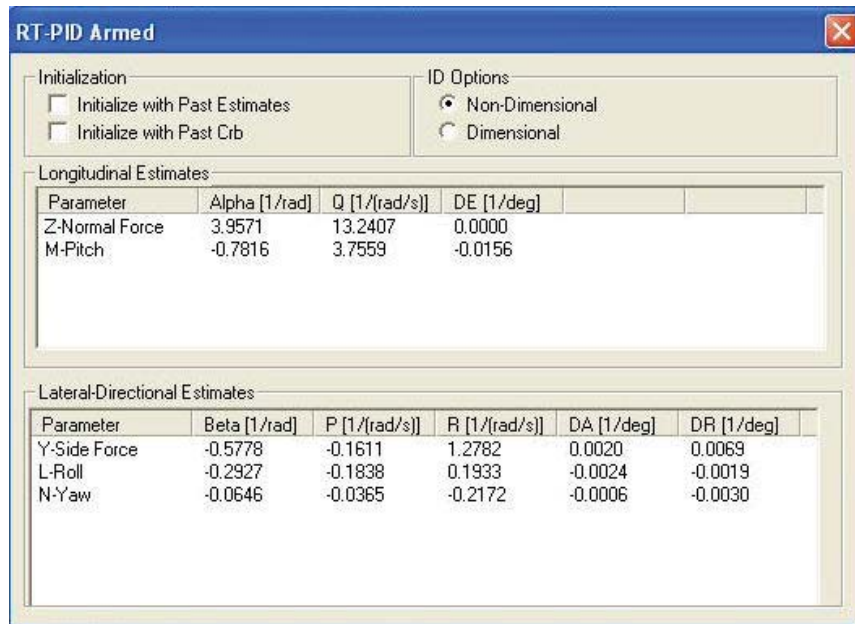 RT-PID Armed
Initialization
Initialize with Past Estimates
Initialize with Past Crb
ID Options
Non-Dimensional
Dimensional
Longitudinal Estimates
Parameter Alpha [1/rad] Q [1/(rad/s)] DE [1/deg]
Z-Normal Force 3.9571 13.2407 0.0000
M-Pitch -0.7816 3.7559 -0.0156
Lateral-Directional Estimates
Parameter Beta [1/rad] P [1/(rad/s)] R [1/(rad/s)] DA [1/deg] DR [1/deg]
Y-Side Force -0.5778 -0.1611 1.2782 0.0020 0.0069
L-Roll -0.2927 -0.1838 0.1933 -0.0024 -0.0019
N-Yaw -0.0646 -0.0365 -0.2172 -0.0006 -0.0030